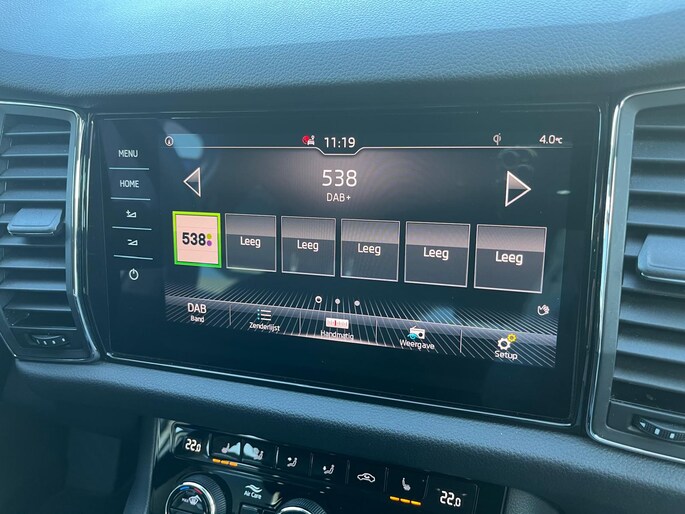 11:19
4.0°C
MENU
HOME
538
DAB+
538
Leeg
Leeg
Leeg
Leeg
Leeg
DAB
Band
Zenderlijst
Handmatig
Weergave
Setup
22.0
22.0
Air Care